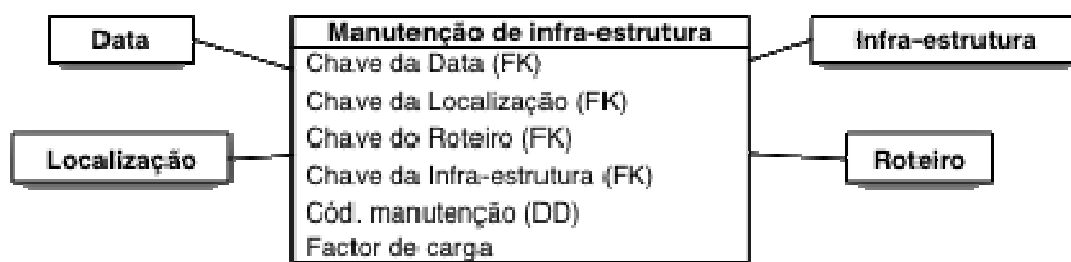 Data
Localização
Manutenção de infra-estrutura
Chave da Data (FK)
Chave da Localização (FK)
Chave do Roteiro (FK)
Chave da Infra-estrutura (FK)
Cód. manutenção (DD)
Factor de carga
Infra-estrutura
Roteiro